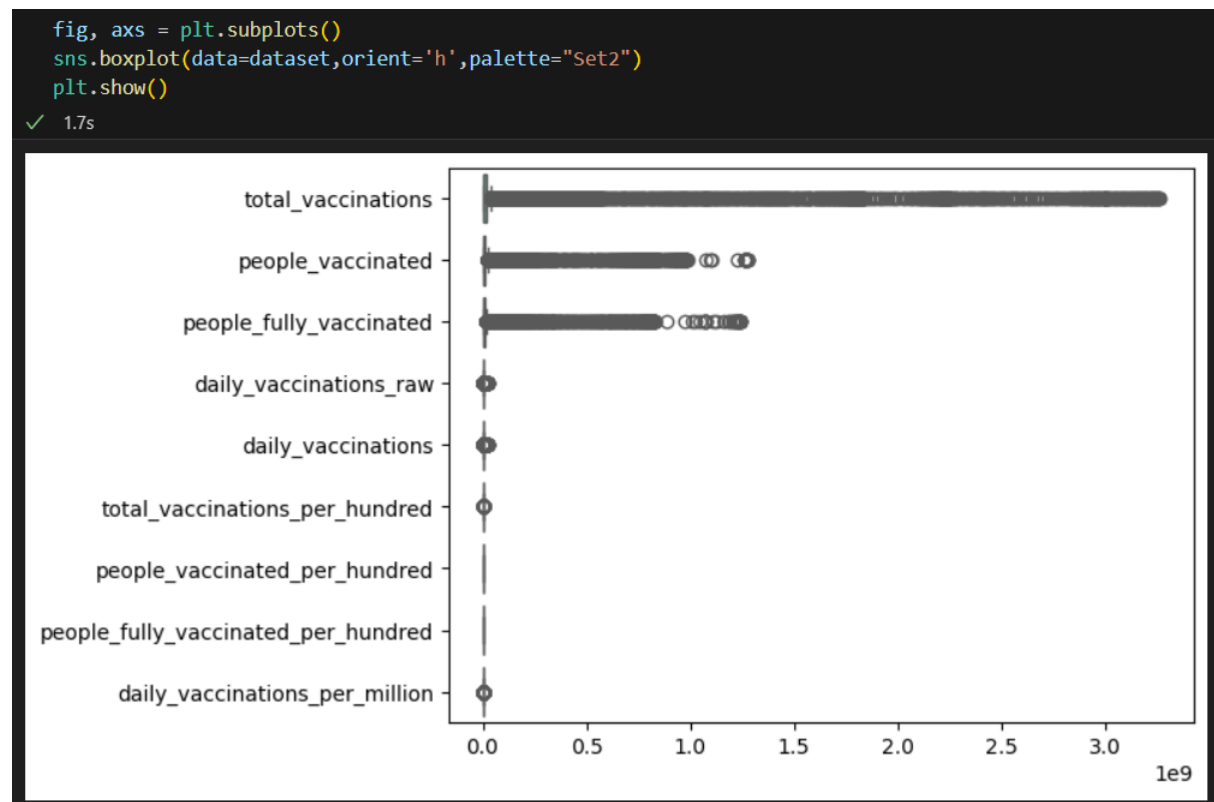 fig, axs = plt.subplots()
sns.boxplot(data=dataset,orient='h',palette="Set2")
plt.show()
✓ 1.7s
total_vaccinations
people_vaccinated
people_fully_vaccinated
daily_vaccinations_raw
daily_vaccinations
total_vaccinations_per_hundred
people_vaccinated_per_hundred
people_fully_vaccinated_per_hundred
daily_vaccinations_per_million
0.0 0.5 1.0 1.5 2.0 2.5 3.0
1e9